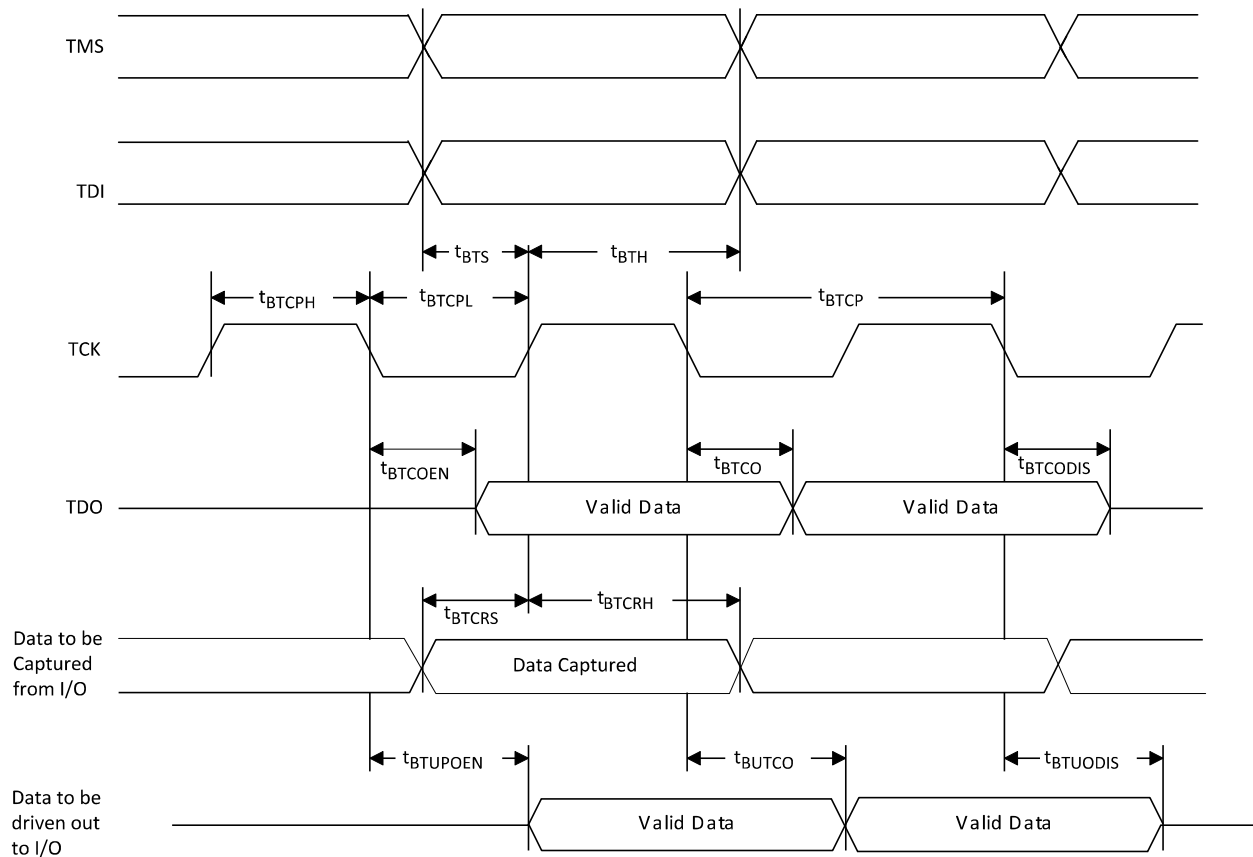 TMS
TDI
tBTS
tBTH
tBTCPH
tBTCPL
tBTCP
TCK
tBTCOEN
tBTCO
tBTCODIS
TDO
Valid Data
Valid Data
tBTCRS
tBTCRH
Data to be
Captured
from I/O
Data Captured
tBTUPOEN
tBUTCO
tBTUODIS
Data to be
driven out
to I/O
Valid Data
Valid Data